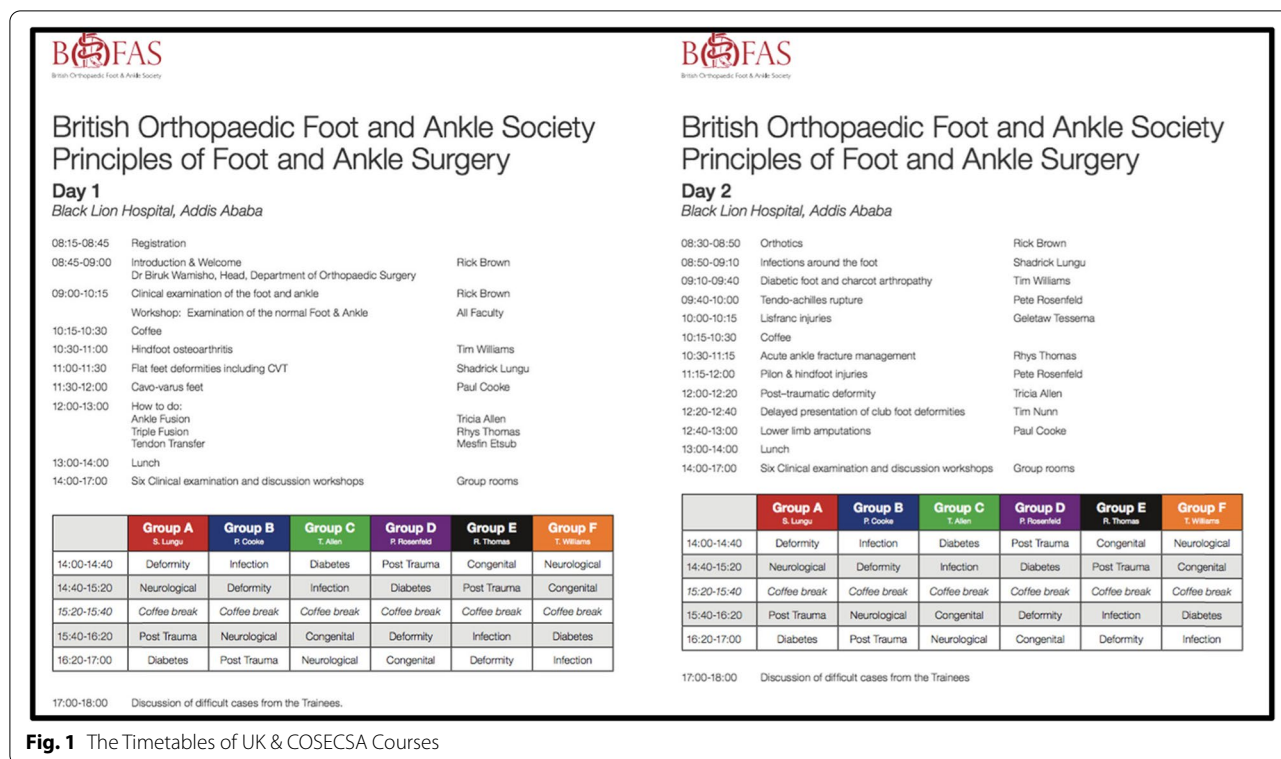 BOFAS
British Orthopaedic Foot & Ankle Society
British Orthopaedic Foot and Ankle Society
Principles of Foot and Ankle Surgery
Day 1
Black Lion Hospital, Addis Ababa
08:15-08:45 Registration
08:45-09:00 Introduction & Welcome Rick Brown
Dr Biruk Wamisho, Head, Department of Orthopaedic Surgery
09:00-10:15 Clinical examination of the foot and ankle Rick Brown
Workshop: Examination of the normal Foot & Ankle All Faculty
10:15-10:30 Coffee
10:30-11:00 Hindfoot osteoarthritis Tim Williams
11:00-11:30 Flat feet deformities including CVT Shadrick Lungu
11:30-12:00 Cavo-varus feet Paul Cooke
12:00-13:00 How to do:
Ankle Fusion Tricia Allen
Triple Fusion Rhys Thomas
Tendon Transfer Mesfin Etsub
13:00-14:00 Lunch
14:00-17:00 Six Clinical examination and discussion workshops Group rooms
Group A Group B Group C Group D Group E Group F
S. Lungu P. Cooke T. Allen P. Rosenfeld R. Thomas T. Williams
14:00-14:40 Deformity Infection Diabetes Post Trauma Congenital Neurological
14:40-15:20 Neurological Deformity Infection Diabetes Post Trauma Congenital
15:20-15:40 Coffee break Coffee break Coffee break Coffee break Coffee break Coffee break
15:40-16:20 Post Trauma Neurological Congenital Deformity Infection Diabetes
16:20-17:00 Diabetes Post Trauma Neurological Congenital Deformity Infection
17:00-18:00 Discussion of difficult cases from the Trainees.
BOFAS
British Orthopaedic Foot & Ankle Society
British Orthopaedic Foot and Ankle Society
Principles of Foot and Ankle Surgery
Day 2
Black Lion Hospital, Addis Ababa
08:30-08:50 Orthotics Rick Brown
08:50-09:10 Infections around the foot Shadrick Lungu
09:10-09:40 Diabetic foot and charcot arthropathy Tim Williams
09:40-10:00 Tendo-achilles rupture Pete Rosenfeld
10:00-10:15 Lisfranc injuries Geletaw Tessema
10:15-10:30 Coffee
10:30-11:15 Acute ankle fracture management Rhys Thomas
11:15-12:00 Pilon & hindfoot injuries Pete Rosenfeld
12:00-12:20 Post–traumatic deformity Tricia Allen
12:20-12:40 Delayed presentation of club foot deformities Tim Nunn
12:40-13:00 Lower limb amputations Paul Cooke
13:00-14:00 Lunch
14:00-17:00 Six Clinical examination and discussion workshops Group rooms
Group A Group B Group C Group D Group E Group F
S. Lungu P. Cooke T. Allen P. Rosenfeld R. Thomas T. Williams
14:00-14:40 Deformity Infection Diabetes Post Trauma Congenital Neurological
14:40-15:20 Neurological Deformity Infection Diabetes Post Trauma Congenital
15:20-15:40 Coffee break Coffee break Coffee break Coffee break Coffee break Coffee break
15:40-16:20 Post Trauma Neurological Congenital Deformity Infection Diabetes
16:20-17:00 Diabetes Post Trauma Neurological Congenital Deformity Infection
17:00-18:00 Discussion of difficult cases from the Trainees
Fig. 1 The Timetables of UK & COSECSA Courses